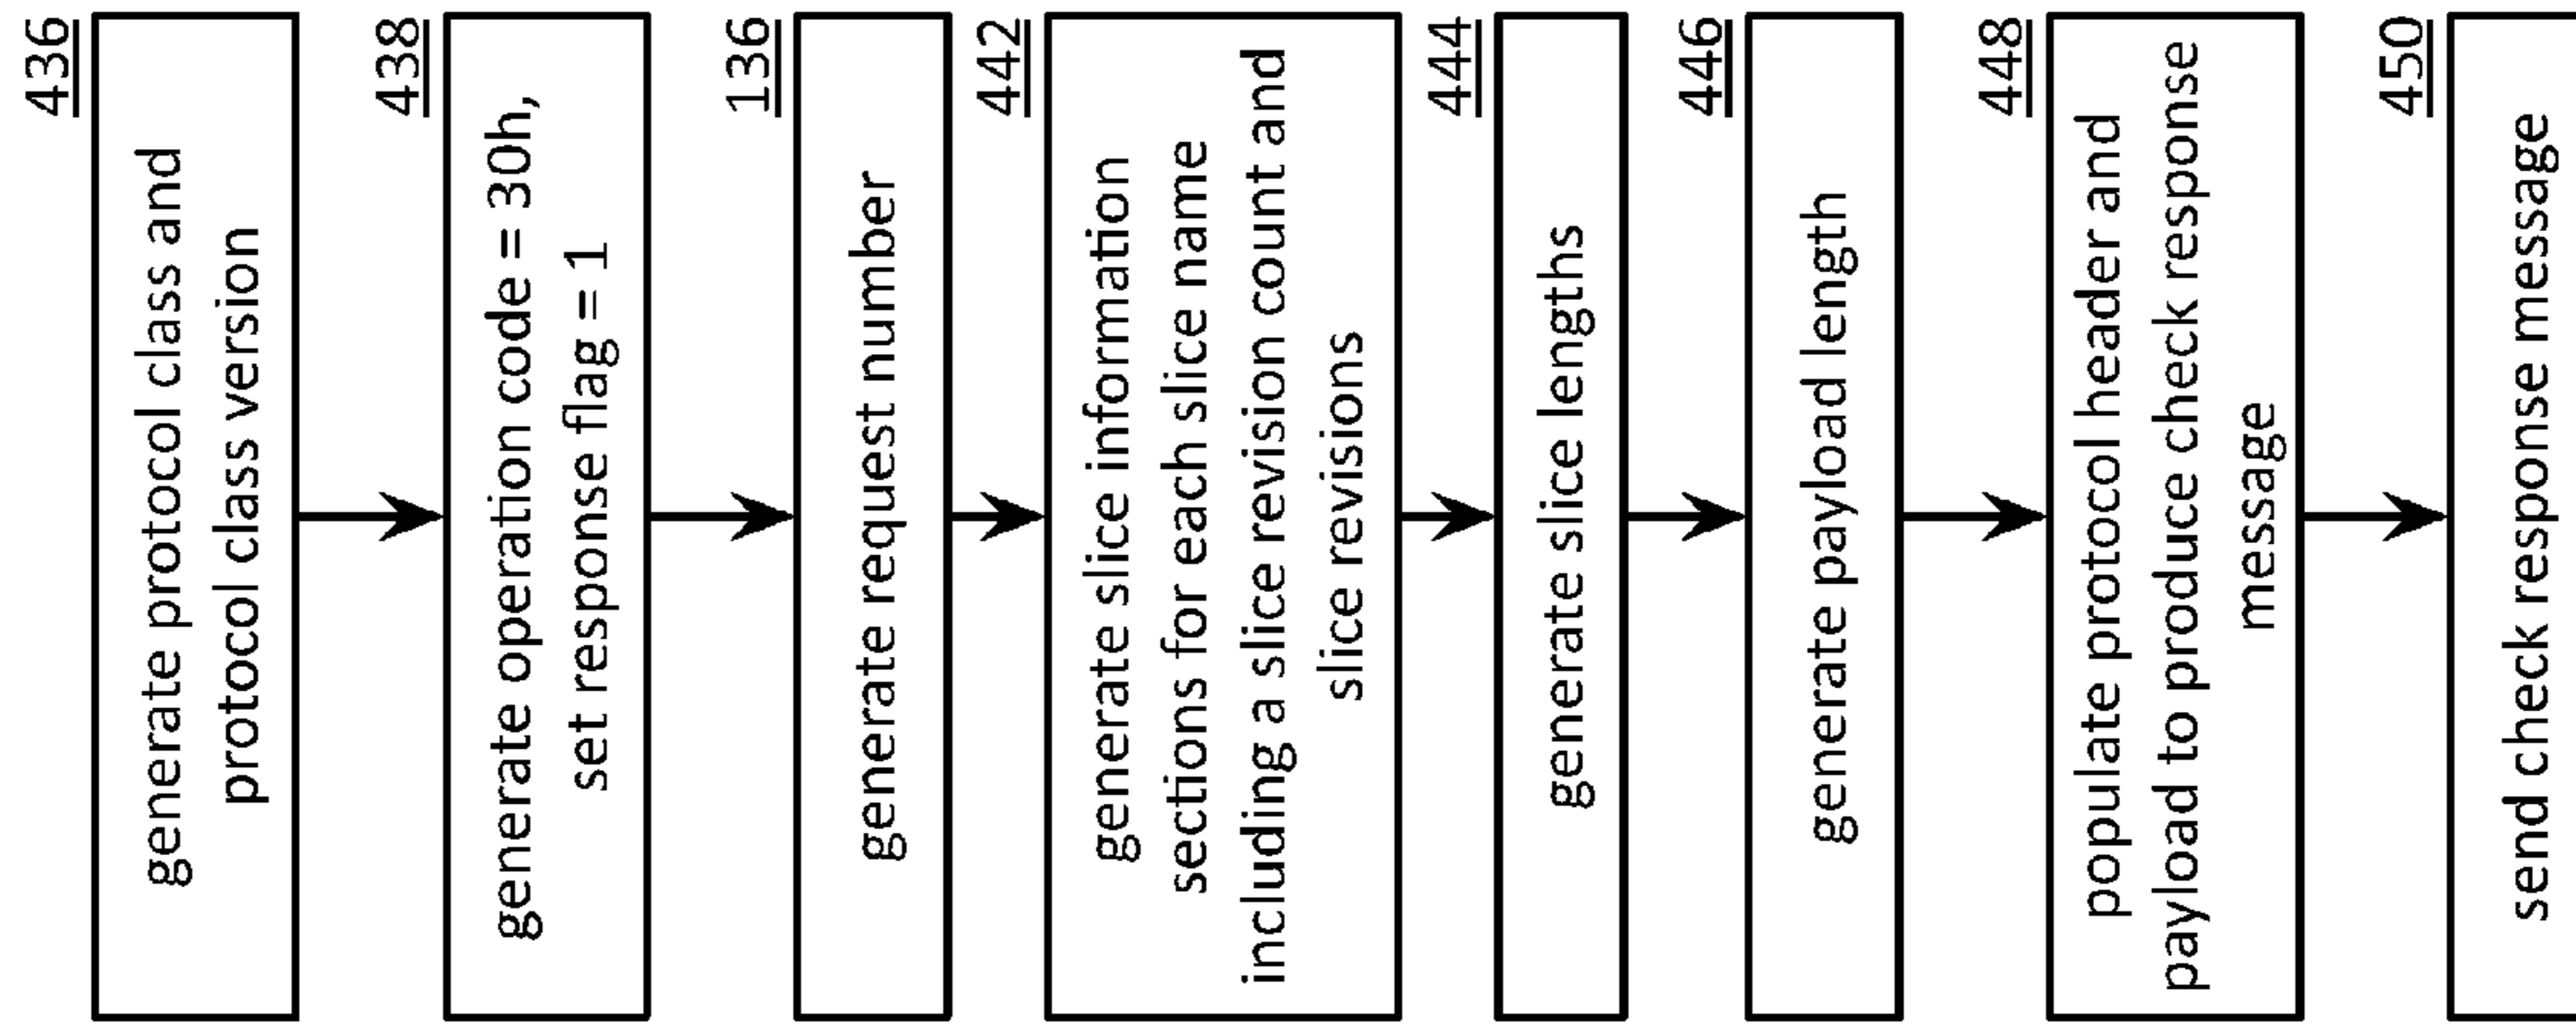 436
generate protocol class and
protocol class version
438
generate operation code = 30h,
set response flag = 1
136
generate request number
442
generate slice information
sections for each slice name
including a slice revision count and
slice revisions
444
generate slice lengths
446
generate payload length
448
populate protocol header and
payload to produce check response
message
450
send check response message